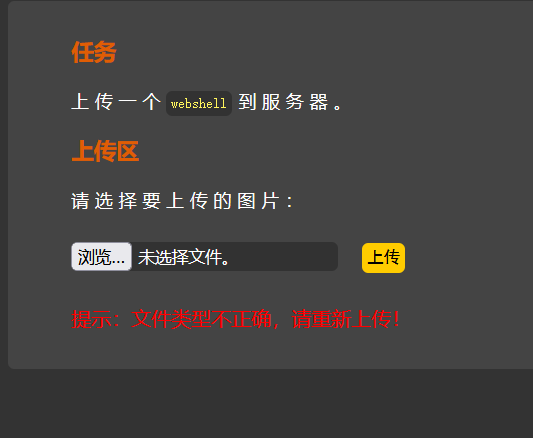 任务
上传一个 webshell 到服务器。
上传区
请选择要上传的图片：
浏览... 未选择文件。 上传
提示：文件类型不正确，请重新上传！